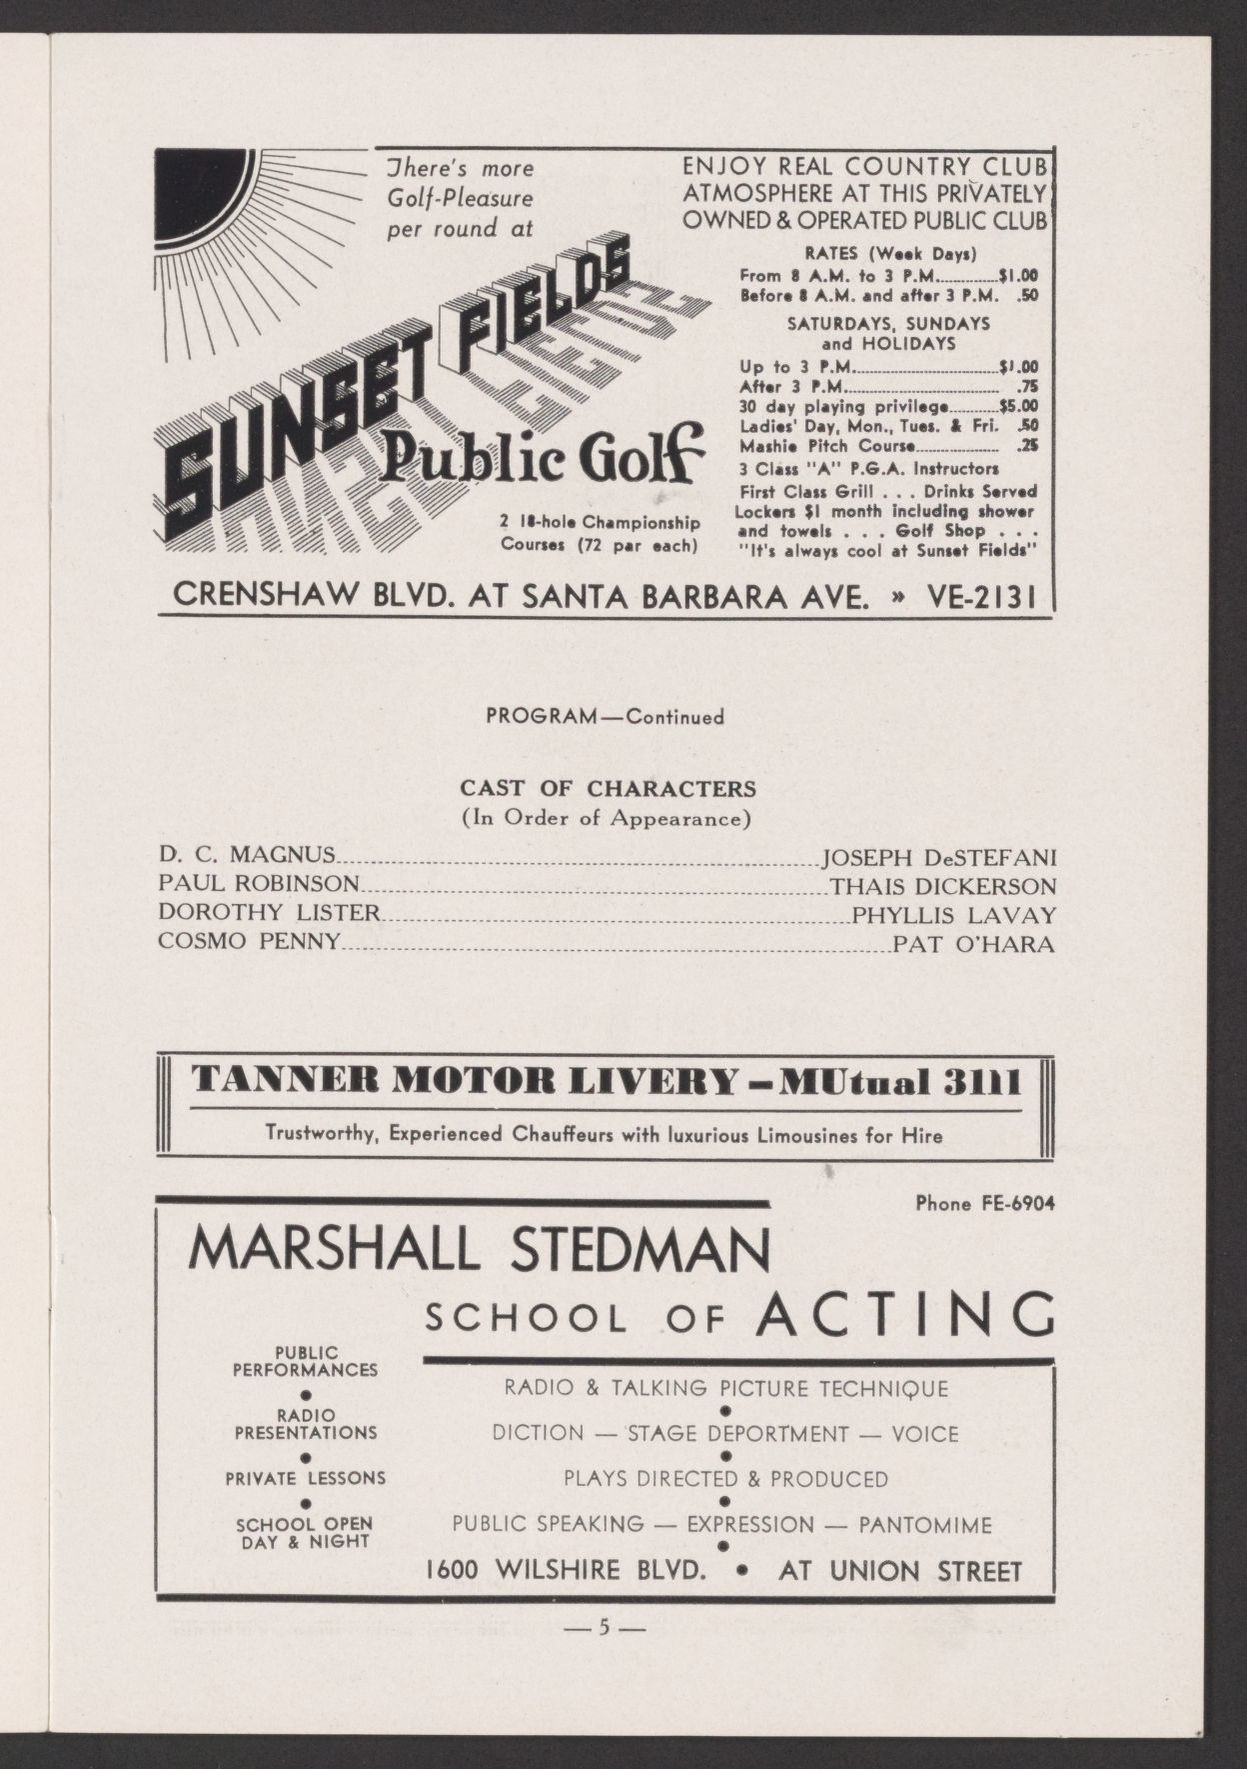 There's more
Golf-Pleasure
per round at
SUNSET FIELDS
Public Golf
2 18-hole Championship
Courses (72 par each)
ENJOY REAL COUNTRY CLUB
ATMOSPHERE AT THIS PRIVATELY
OWNED & OPERATED PUBLIC CLUB
RATES (Week Days)
From 8 A.M. to 3 P.M.............$1.00
Before 8 A.M. and after 3 P.M. .50
SATURDAYS, SUNDAYS
and HOLIDAYS
Up to 3 P.M.................................$1.00
After 3 P.M.................................... .75
30 day playing privilege...........$5.00
Ladies' Day, Mon., Tues. & Fri. .50
Mashie Pitch Course................... .25
3 Class "A" P.G.A. Instructors
First Class Grill . . . Drinks Served
Lockers $1 month including shower
and towels . . . Golf Shop . . .
"It's always cool at Sunset Fields"
CRENSHAW BLVD. AT SANTA BARBARA AVE. » VE-2131
PROGRAM—Continued
CAST OF CHARACTERS
(In Order of Appearance)
D. C. MAGNUS........................................JOSEPH DeSTEFANI
PAUL ROBINSON........................................THAIS DICKERSON
DOROTHY LISTER........................................PHYLLIS LAVAY
COSMO PENNY........................................PAT O'HARA
TANNER MOTOR LIVERY – MUtual 3111
Trustworthy, Experienced Chauffeurs with luxurious Limousines for Hire
Phone FE-6904
MARSHALL STEDMAN
SCHOOL OF ACTING
PUBLIC
PERFORMANCES
•
RADIO
PRESENTATIONS
•
PRIVATE LESSONS
•
SCHOOL OPEN
DAY & NIGHT
RADIO & TALKING PICTURE TECHNIQUE
•
DICTION — STAGE DEPORTMENT — VOICE
•
PLAYS DIRECTED & PRODUCED
•
PUBLIC SPEAKING — EXPRESSION — PANTOMIME
•
1600 WILSHIRE BLVD. • AT UNION STREET
— 5 —